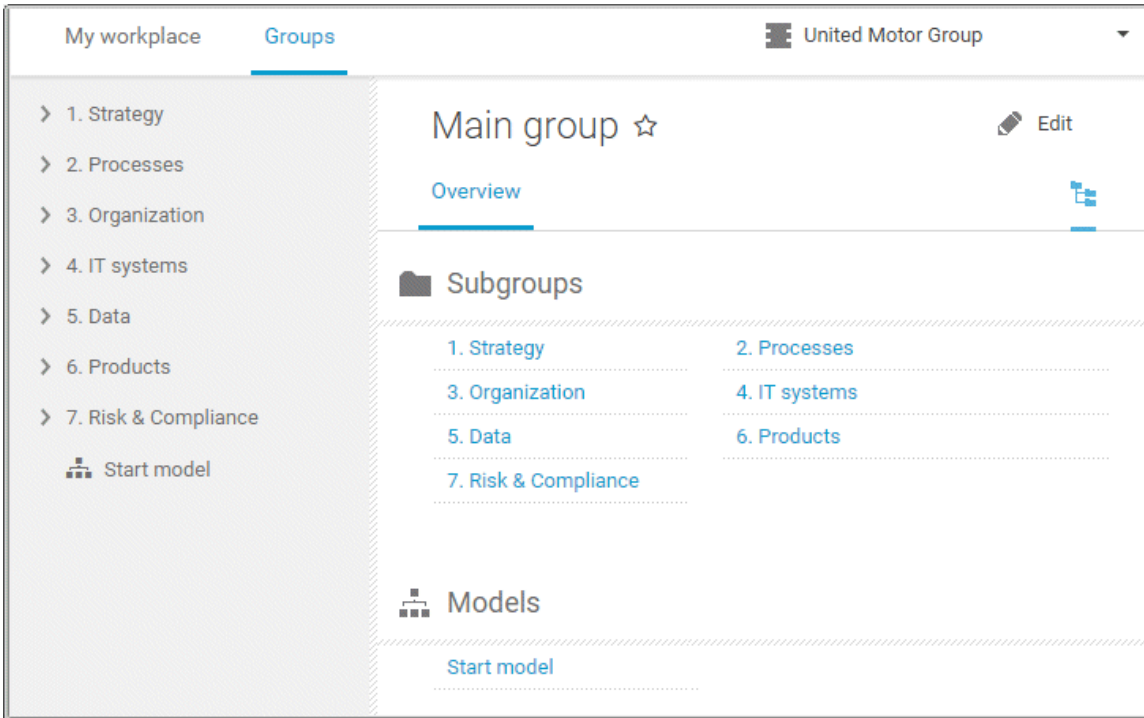 My workplace Groups United Motor Group
1. Strategy
2. Processes
3. Organization
4. IT systems
5. Data
6. Products
7. Risk & Compliance
Start model
Main group Edit
Overview
Subgroups
1. Strategy 2. Processes
3. Organization 4. IT systems
5. Data 6. Products
7. Risk & Compliance
Models
Start model